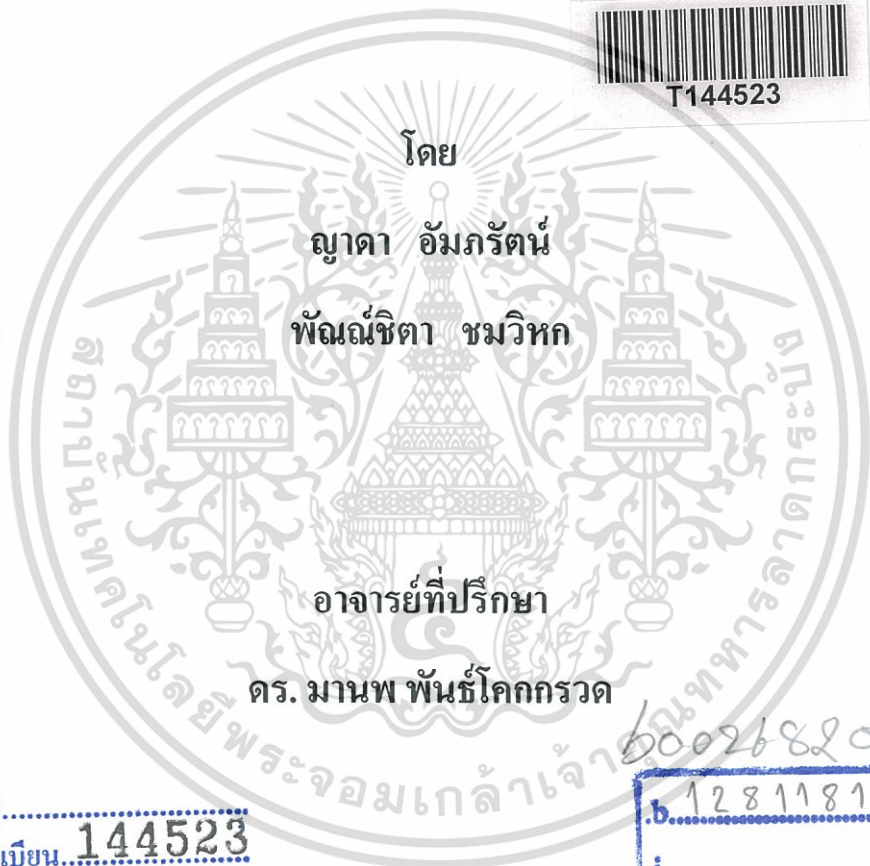 T144523
โดย
ญาดา อัมภรัตน์
พัณณ์ชิตา ชมวิหก
อาจารย์ที่ปรึกษา
ดร. มานพ พันธ์โคกกรวด
สถาบันเทคโนโลยีพระจอมเกล้าเจ้าคุณทหารลาดกระบัง
b0026820
เบียน 144523
b. 1281181